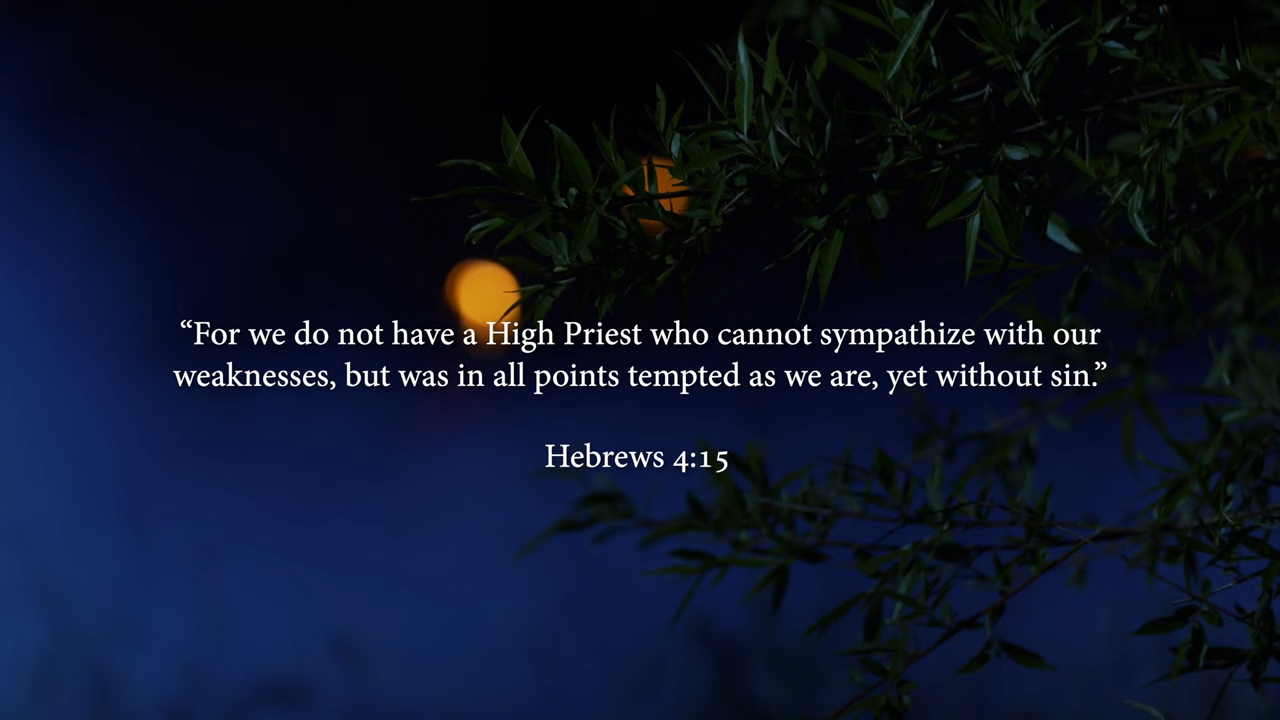 “For we do not have a High Priest who cannot sympathize with our
weaknesses, but was in all points tempted as we are, yet without sin.”
Hebrews 4:15